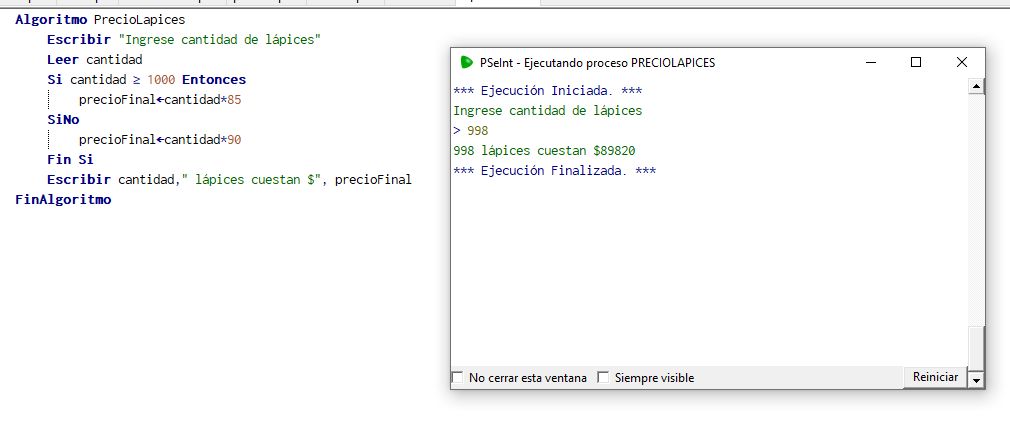 Algoritmo PrecioLapices
Escribir "Ingrese cantidad de lápices"
Leer cantidad
Si cantidad ≥ 1000 Entonces
precioFinal←cantidad*85
SiNo
precioFinal←cantidad*90
Fin Si
Escribir cantidad," lápices cuestan $", precioFinal
FinAlgoritmo
PSeInt - Ejecutando proceso PRECIOLAPICES
*** Ejecución Iniciada. ***
Ingrese cantidad de lápices
> 998
998 lápices cuestan $89820
*** Ejecución Finalizada. ***
No cerrar esta ventana
Siempre visible
Reiniciar